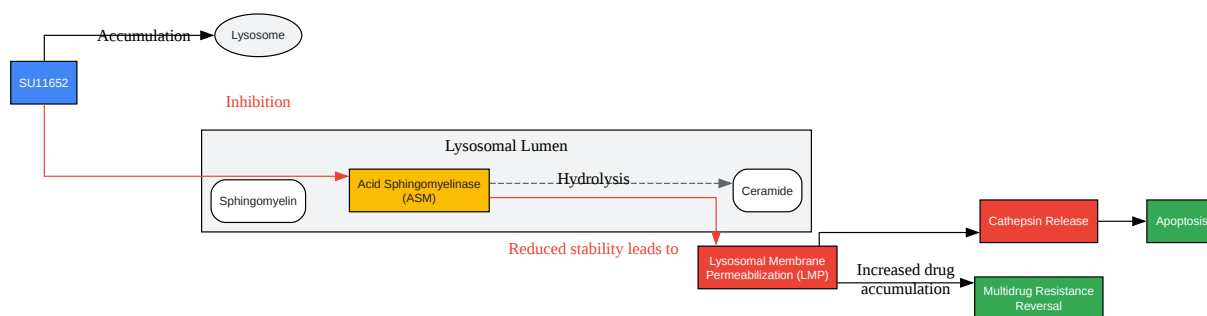 Accumulation
Lysosome
SU11652
Inhibition
Lysosomal Lumen
Acid Sphingomyelinase
(ASM)
Hydrolysis
Ceramide
Sphingomyelin
Reduced stability leads to
Lysosomal Membrane
Permeabilization (LMP)
Cathepsin Release
Apoptosis
Increased drug
accumulation
Multidrug Resistance
Reversal